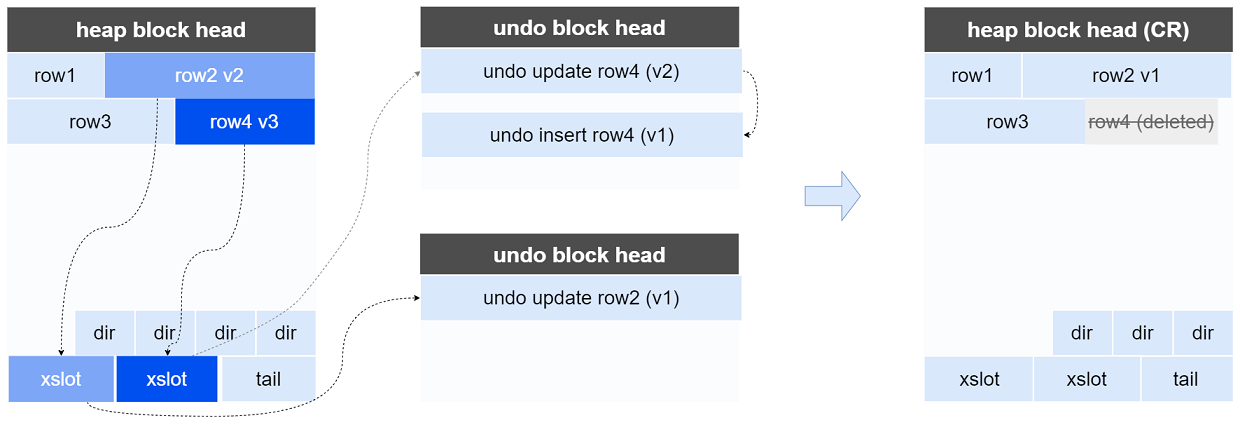 heap block head
row1
row2 v2
row3
row4 v3
dir
dir
dir
dir
xslot
xslot
tail
undo block head
undo update row4 (v2)
undo insert row4 (v1)
undo block head
undo update row2 (v1)
heap block head (CR)
row1
row2 v1
row3
row4 (deleted)
dir
dir
dir
xslot
xslot
tail